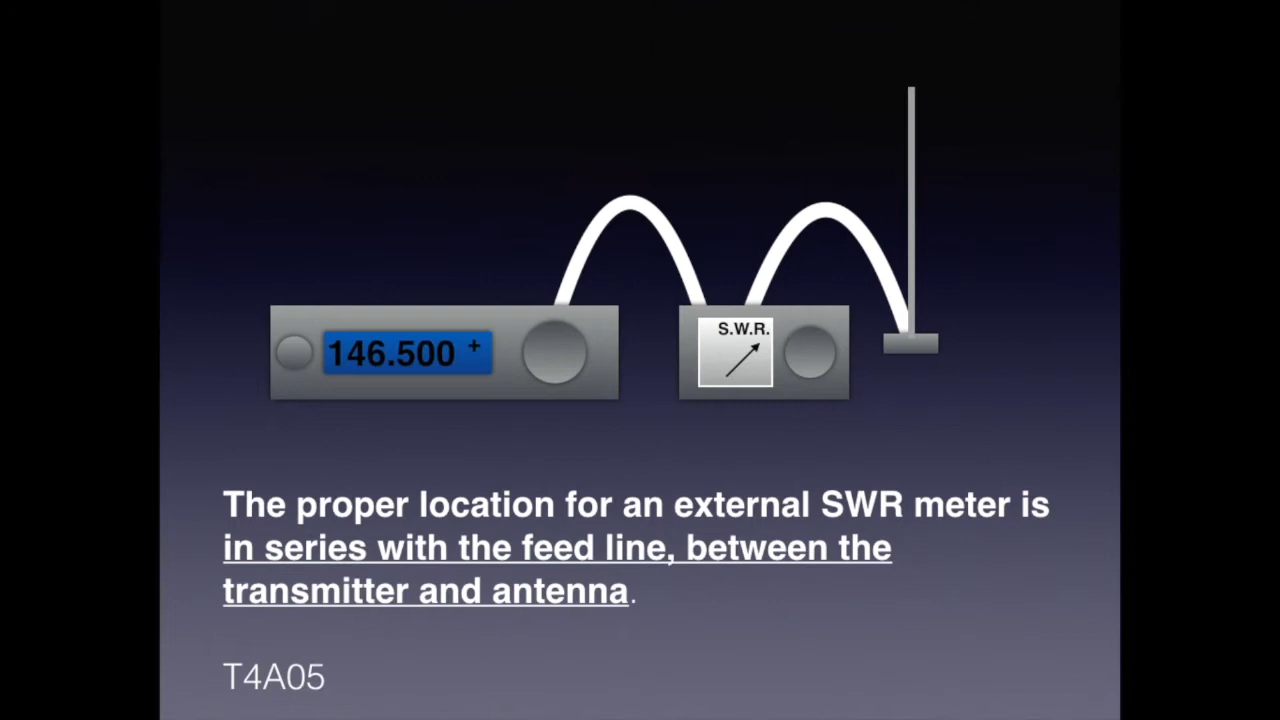 S.W.R.
146.500 +
The proper location for an external SWR meter is
in series with the feed line, between the
transmitter and antenna.
T4A05